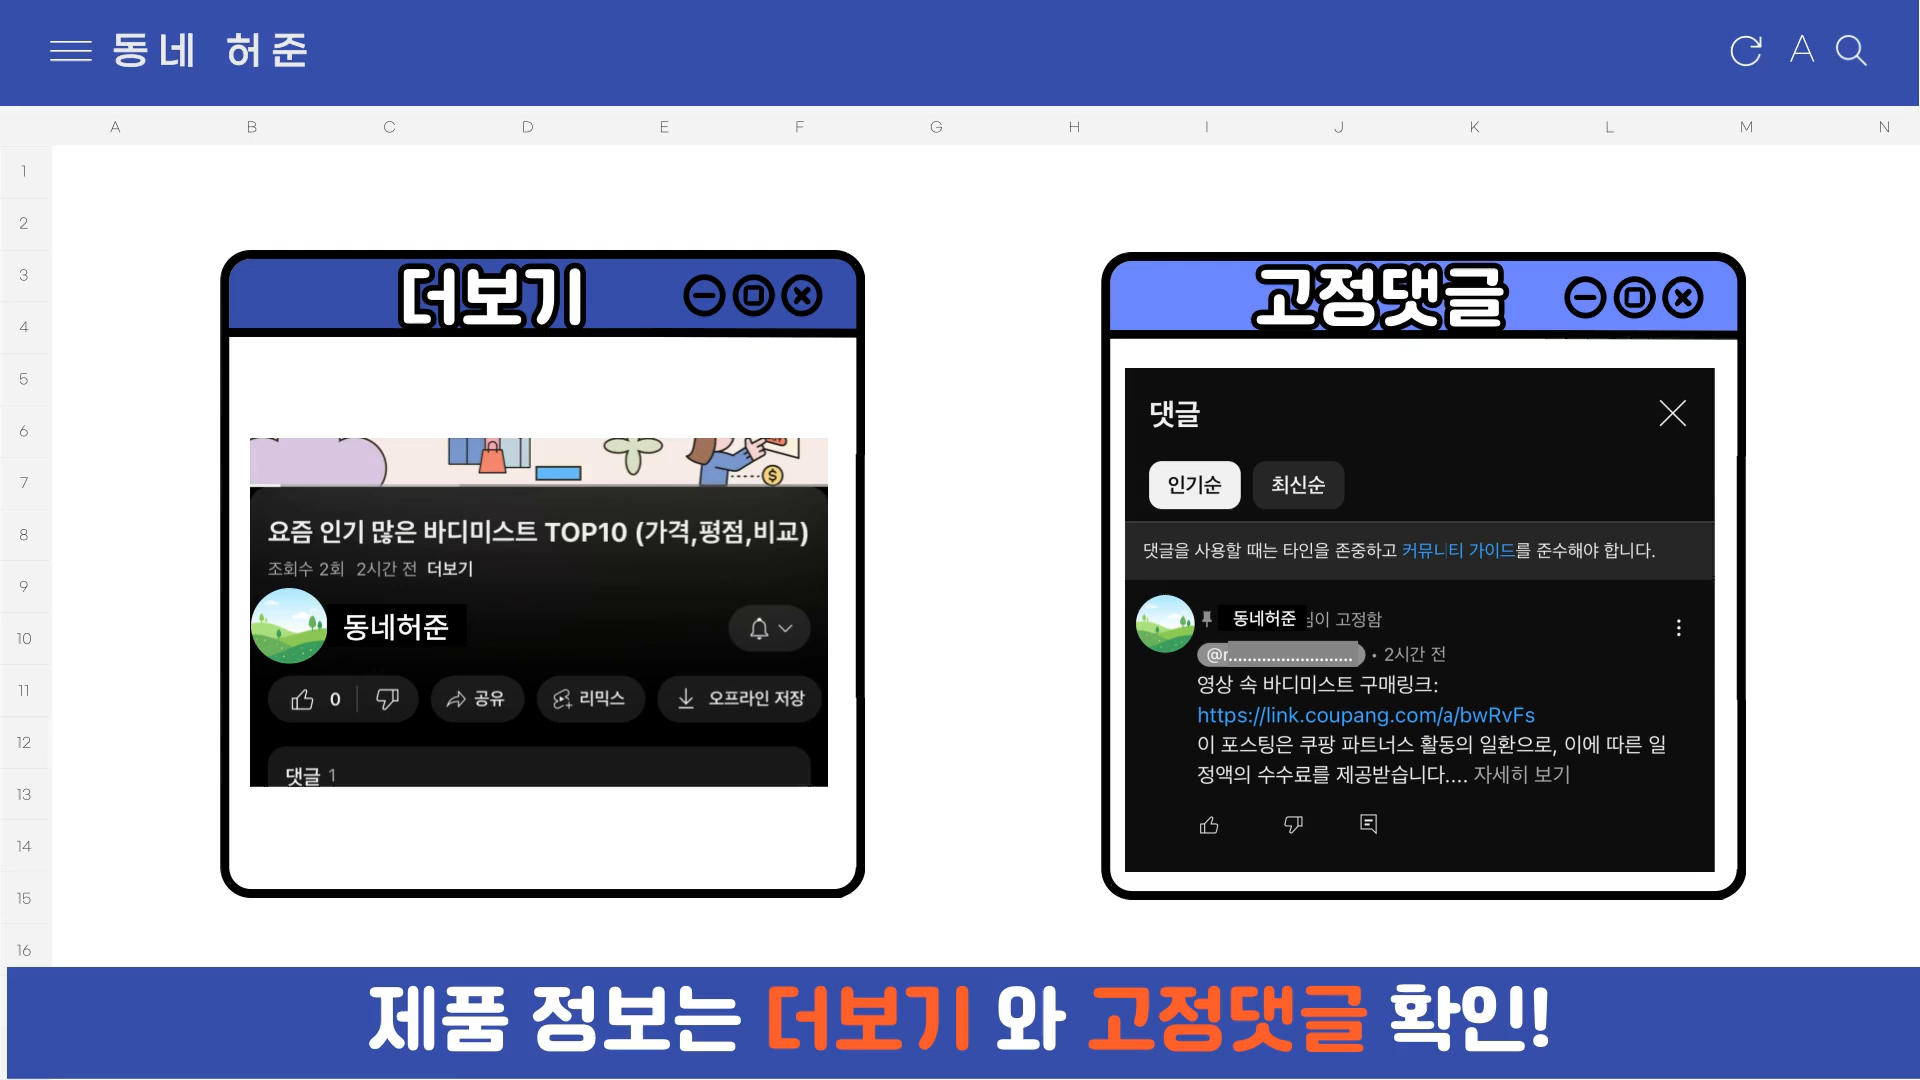 동네 허준
A
A B C D E F G H I J K L M N
1
2
3
4
5
6
7
8
9
10
11
12
13
14
15
16
더보기
요즘 인기 많은 바디미스트 TOP10 (가격,평점,비교)
조회수 2회 2시간 전 더보기
동네허준
0 공유 리믹스 오프라인 저장
댓글 1
고정댓글
댓글
인기순 최신순
댓글을 사용할 때는 타인을 존중하고 커뮤니티 가이드를 준수해야 합니다.
동네허준 님이 고정함
@r.......................... • 2시간 전
영상 속 바디미스트 구매링크:
https://link.coupang.com/a/bwRvFs
이 포스팅은 쿠팡 파트너스 활동의 일환으로, 이에 따른 일
정액의 수수료를 제공받습니다.... 자세히 보기
제품 정보는 더보기 와 고정댓글 확인!